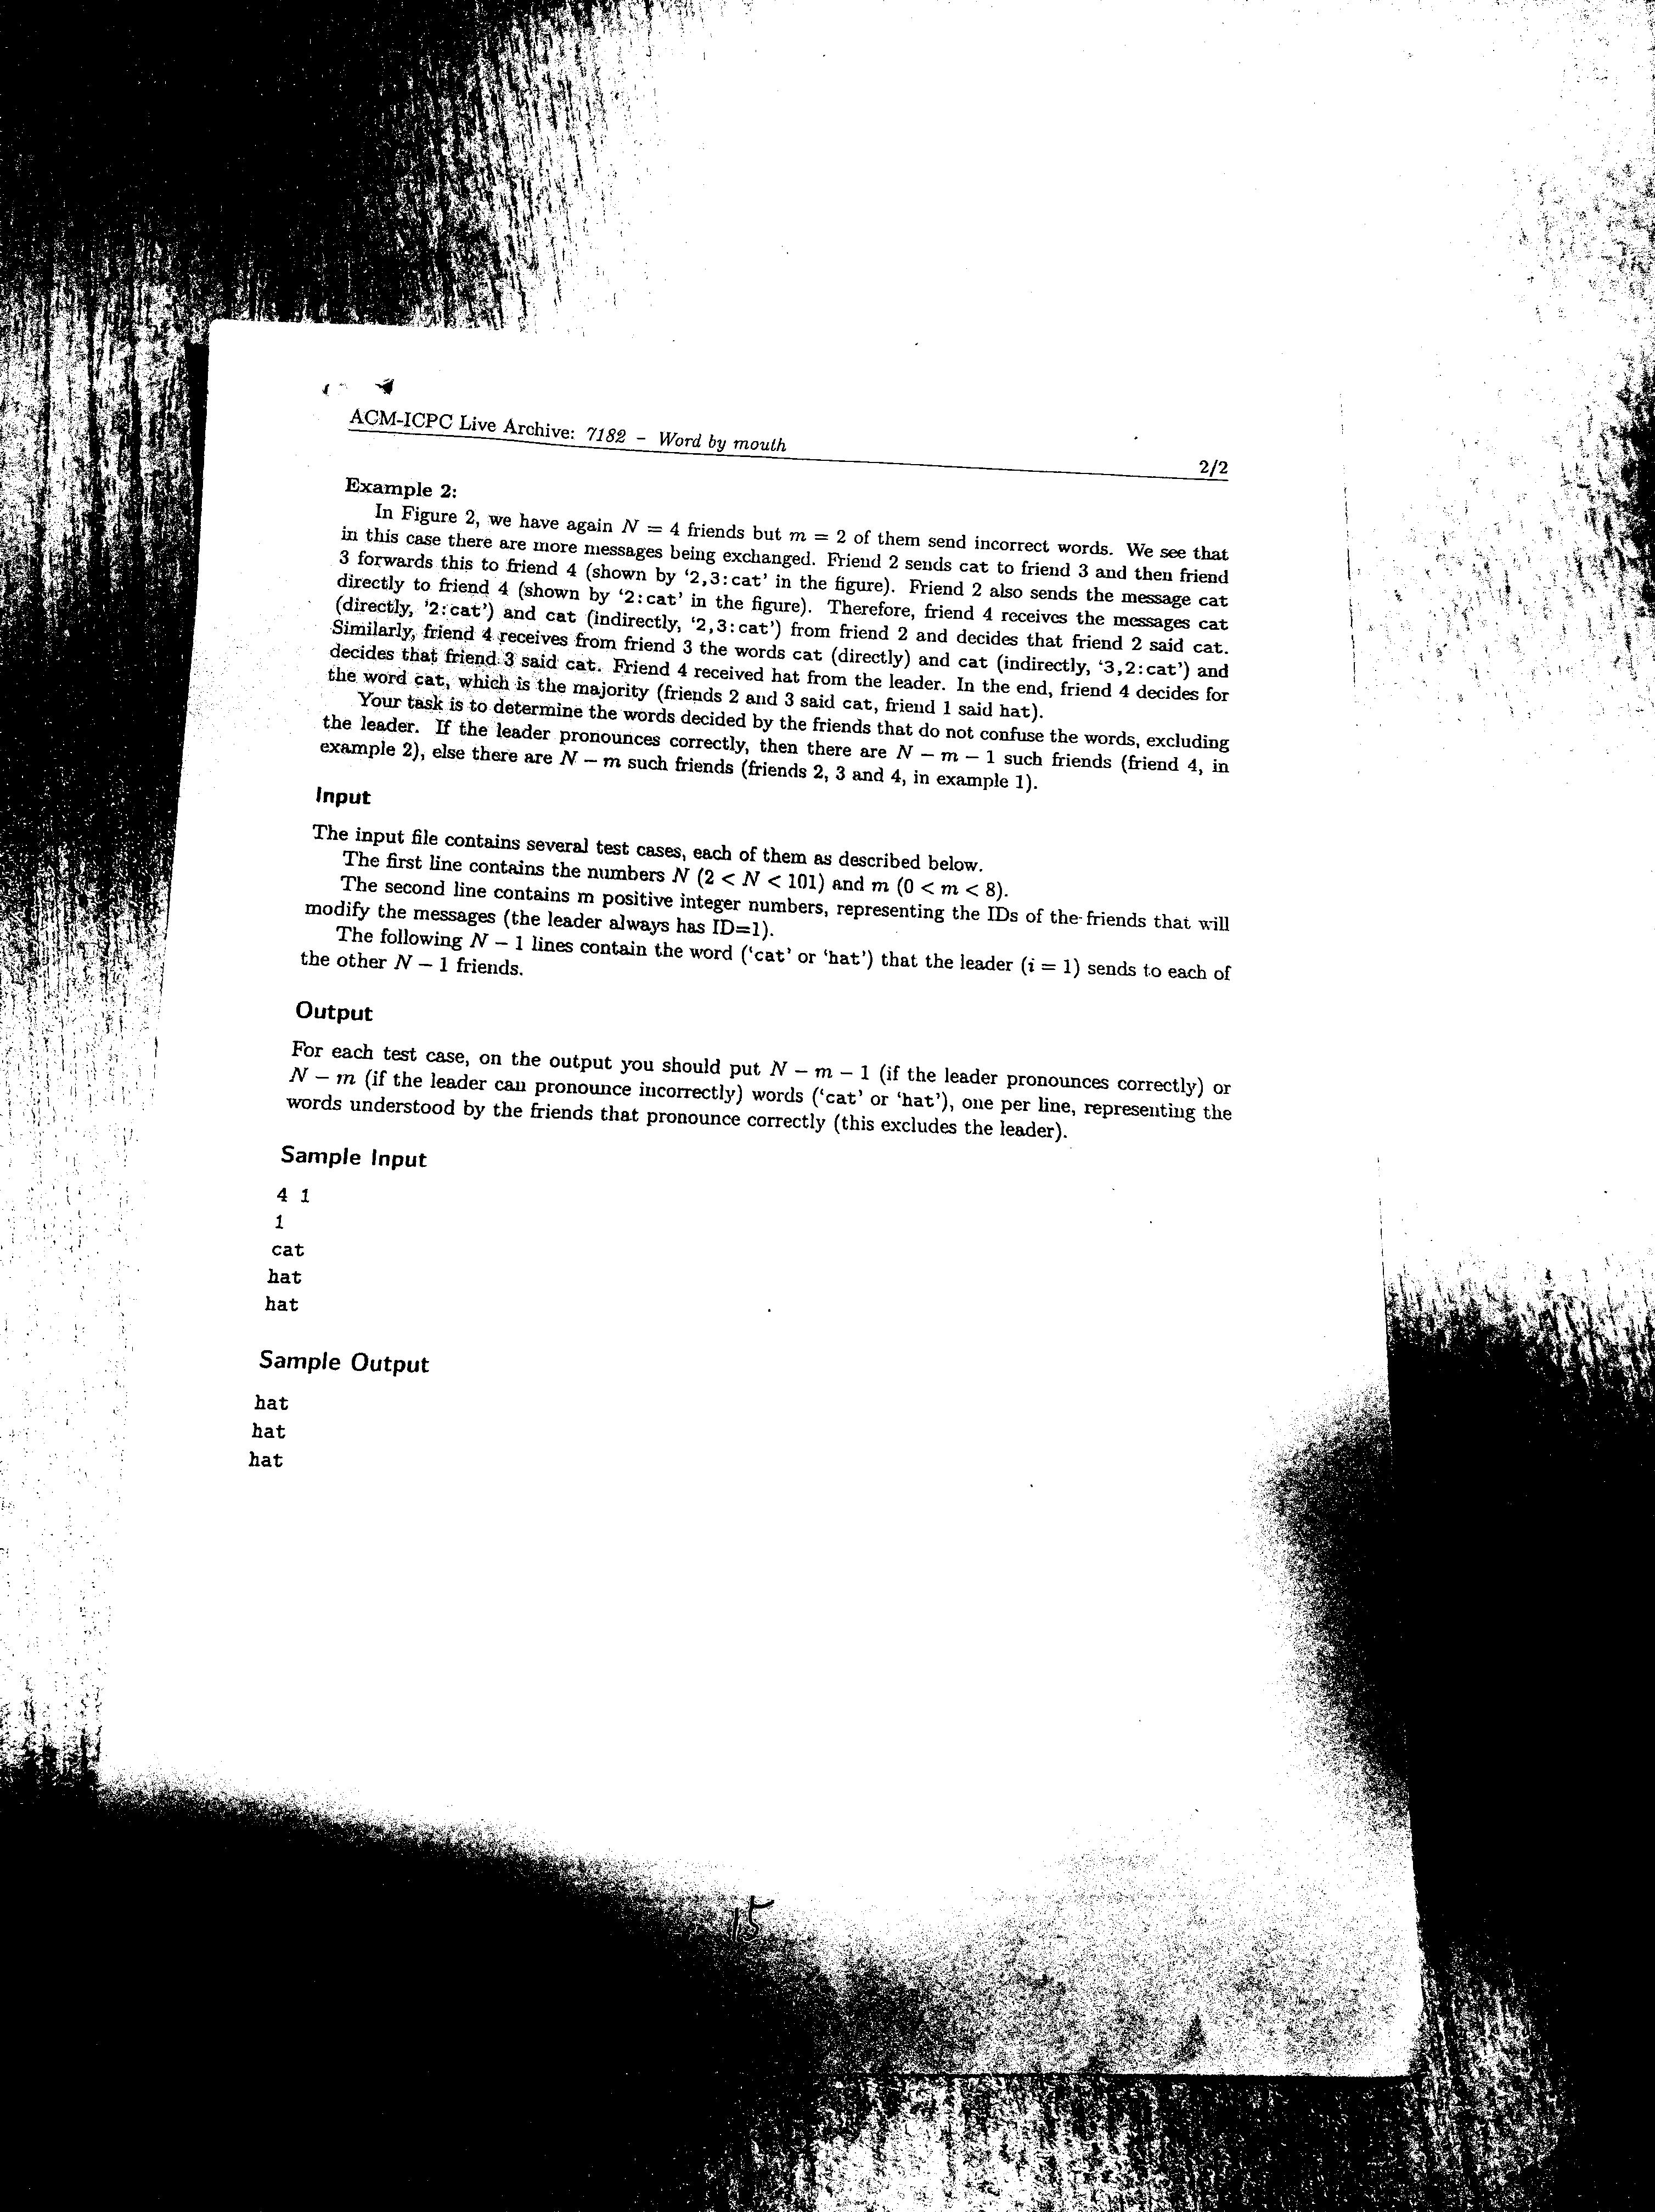 ACM-ICPC Live Archive: 7182 – Word by mouth 2/2
Example 2:
In Figure 2, we have again N = 4 friends but m = 2 of them send incorrect words. We see that
in this case there are more messages being exchanged. Friend 2 sends cat to friend 3 and then friend
3 forwards this to friend 4 (shown by ‘2,3:cat’ in the figure). Friend 2 also sends the message cat
directly to friend 4 (shown by ‘2:cat’ in the figure). Therefore, friend 4 receives the messages cat
(directly, ’2:cat’) and cat (indirectly, ‘2,3:cat’) from friend 2 and decides that friend 2 said cat.
Similarly, friend 4 receives from friend 3 the words cat (directly) and cat (indirectly, ‘3,2:cat’) and
decides that friend 3 said cat. Friend 4 received hat from the leader. In the end, friend 4 decides for
the word cat, which is the majority (friends 2 and 3 said cat, friend 1 said hat).
Your task is to determine the words decided by the friends that do not confuse the words, excluding
the leader. If the leader pronounces correctly, then there are N − m − 1 such friends (friend 4, in
example 2), else there are N − m such friends (friends 2, 3 and 4, in example 1).
Input
The input file contains several test cases, each of them as described below.
The first line contains the numbers N (2 < N < 101) and m (0 < m < 8).
The second line contains m positive integer numbers, representing the IDs of the friends that will
modify the messages (the leader always has ID=1).
The following N − 1 lines contain the word (‘cat’ or ‘hat’) that the leader (i = 1) sends to each of
the other N − 1 friends.
Output
For each test case, on the output you should put N − m − 1 (if the leader pronounces correctly) or
N − m (if the leader can pronounce incorrectly) words (‘cat’ or ‘hat’), one per line, representing the
words understood by the friends that pronounce correctly (this excludes the leader).
Sample Input
4 1
1
cat
hat
hat
Sample Output
hat
hat
hat
15